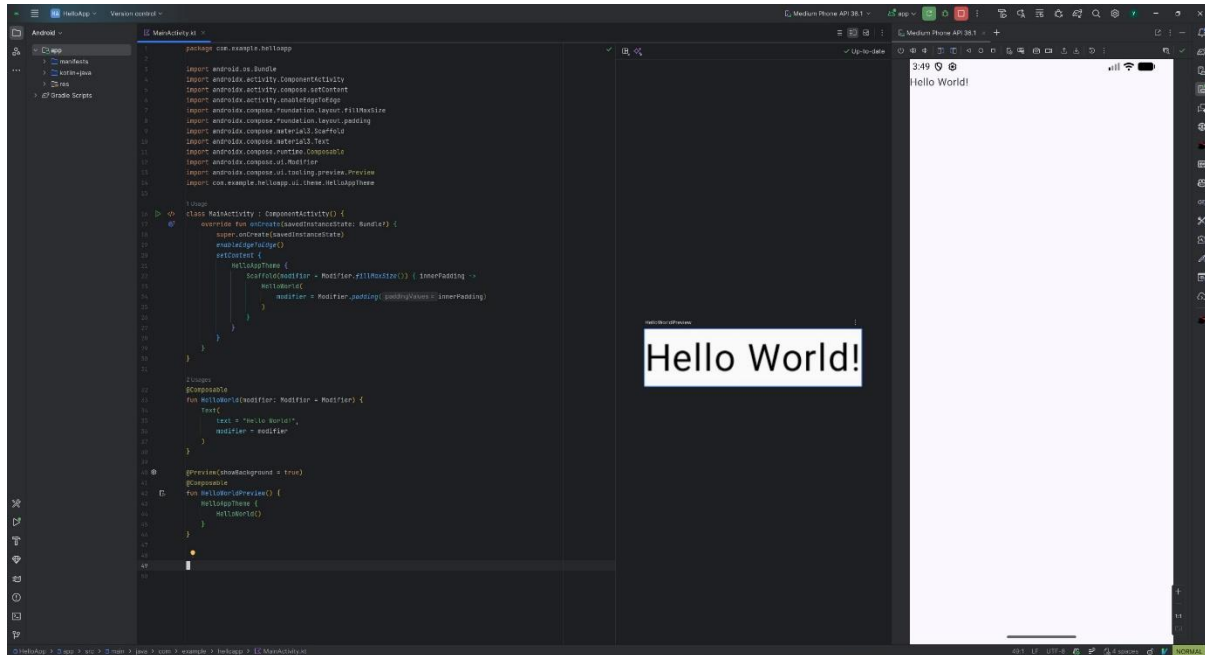 HA HelloApp Version control
Medium Phone API 36.1 app
Android
MainActivity.kt
Medium Phone API 36.1
app
manifests
kotlin+java
res
Gradle Scripts
Up-to-date
package com.example.helloapp
import android.os.Bundle
import androidx.activity.ComponentActivity
import androidx.activity.compose.setContent
import androidx.activity.enableEdgeToEdge
import androidx.compose.foundation.layout.fillMaxSize
import androidx.compose.foundation.layout.padding
import androidx.compose.material3.Scaffold
import androidx.compose.material3.Text
import androidx.compose.runtime.Composable
import androidx.compose.ui.Modifier
import androidx.compose.ui.tooling.preview.Preview
import com.example.helloapp.ui.theme.HelloAppTheme
1 Usage
class MainActivity : ComponentActivity() {
override fun onCreate(savedInstanceState: Bundle?) {
super.onCreate(savedInstanceState)
enableEdgeToEdge()
setContent {
HelloAppTheme {
Scaffold(modifier = Modifier.fillMaxSize()) { innerPadding ->
HelloWorld(
modifier = Modifier.padding( paddingValues = innerPadding)
)
}
}
}
}
}
2 Usages
@Composable
fun HelloWorld(modifier: Modifier = Modifier) {
Text(
text = "Hello World!",
modifier = modifier
)
}
@Preview(showBackground = true)
@Composable
fun HelloWorldPreview() {
HelloAppTheme {
HelloWorld()
}
}
49
HelloWorldPreview
Hello World!
3:49
Hello World!
1:1
HelloApp > app > src > main > java > com > example > helloapp > MainActivity.kt
49:1 LF UTF-8 4 spaces NORMAL